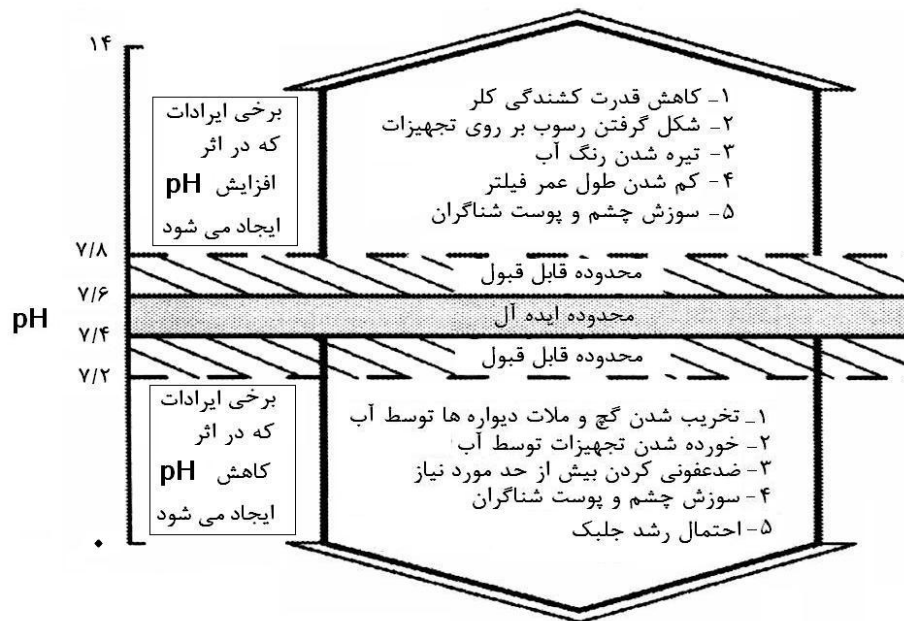 ۱۴
برخی ایرادات
که در اثر
افزایش pH
ایجاد می شود
۱- کاهش قدرت کشندگی کلر
۲- شکل گرفتن رسوب بر روی تجهیزات
۳- تیره شدن رنگ آب
۴- کم شدن طول عمر فیلتر
۵- سوزش چشم و پوست شناگران
۷/۸
محدوده قابل قبول
۷/۶
محدوده ایده آل
pH
۷/۴
محدوده قابل قبول
۷/۲
برخی ایرادات
که در اثر
کاهش pH
ایجاد می شود
۱- تخریب شدن گچ و ملات دیواره ها توسط آب
۲- خورده شدن تجهیزات توسط آب
۳- ضدعفونی کردن بیش از حد مورد نیاز
۴- سوزش چشم و پوست شناگران
۵- احتمال رشد جلبک
۰